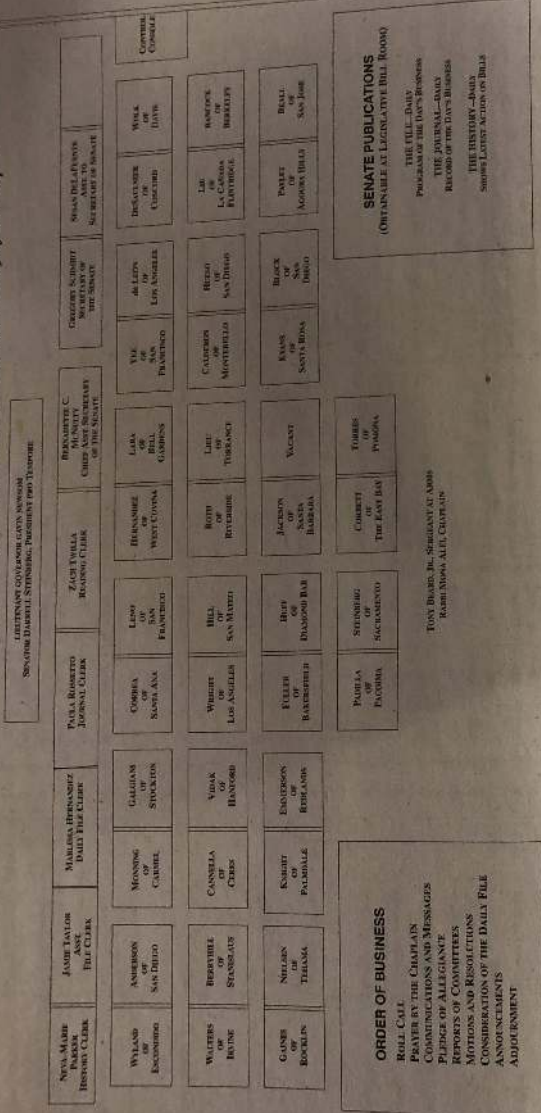 LIEUTENANT GOVERNOR GAVIN NEWSOM
SENATOR DARRELL STEINBERG, PRESIDENT PRO TEMPORE
NEVA-MARIE
PARKER
HISTORY CLERK
JAMIE TAYLOR
ASST.
FILE CLERK
MARLISSA HERNANDEZ
DAILY FILE CLERK
PAULA ROSSETTO
JOURNAL CLERK
ZACH TWILLA
READING CLERK
BERNADETTE C.
MCNULTY
CHIEF ASST. SECRETARY
OF THE SENATE
GREGORY SCHMIDT
SECRETARY OF
THE SENATE
SUSAN DELAFUENTE
ASST. TO
SECRETARY OF SENATE
CONTROL
CONSOLE
WYLAND
OF
ESCONDIDO
ANDERSON
OF
SAN DIEGO
MONNING
OF
CARMEL
GALGIANI
OF
STOCKTON
CORREA
OF
SANTA ANA
LENO
OF
SAN
FRANCISCO
HERNANDEZ
OF
WEST COVINA
LARA
OF
BELL
GARDENS
YEE
OF
SAN
FRANCISCO
de LEÓN
OF
LOS ANGELES
DESAULNIER
OF
CONCORD
WOLK
OF
DAVIS
WALTERS
OF
IRVINE
BERRYHILL
OF
STANISLAUS
CANNELLA
OF
CERES
VIDAK
OF
HANFORD
WRIGHT
OF
LOS ANGELES
HILL
OF
SAN MATEO
ROTH
OF
RIVERSIDE
LIEU
OF
TORRANCE
CALDERON
OF
MONTEBELLO
HUESO
OF
SAN DIEGO
LIU
OF
LA CAÑADA
FLINTRIDGE
HANCOCK
OF
BERKELEY
GAINES
OF
ROCKLIN
NIELSEN
OF
TEHAMA
KNIGHT
OF
PALMDALE
EMMERSON
OF
REDLANDS
FULLER
OF
BAKERSFIELD
HUFF
OF
DIAMOND BAR
JACKSON
OF
SANTA
BARBARA
VACANT
EVANS
OF
SANTA ROSA
BLOCK
OF
SAN
DIEGO
PAVLEY
OF
AGOURA HILLS
BEALL
OF
SAN JOSE
PADILLA
OF
PACOIMA
STEINBERG
OF
SACRAMENTO
CORBETT
OF
THE EAST BAY
TORRES
OF
POMONA
ORDER OF BUSINESS
ROLL CALL
PRAYER BY THE CHAPLAIN
COMMUNICATIONS AND MESSAGES
PLEDGE OF ALLEGIANCE
REPORTS OF COMMITTEES
MOTIONS AND RESOLUTIONS
CONSIDERATION OF THE DAILY FILE
ANNOUNCEMENTS
ADJOURNMENT
TONY BEARD, JR., SERGEANT AT ARMS
RABBI MONA ALFI, CHAPLAIN
SENATE PUBLICATIONS
(OBTAINABLE AT LEGISLATIVE BILL ROOM)
THE FILE—DAILY
PROGRAM OF THE DAY'S BUSINESS
THE JOURNAL—DAILY
RECORD OF THE DAY'S BUSINESS
THE HISTORY—DAILY
SHOWS LATEST ACTION ON BILLS